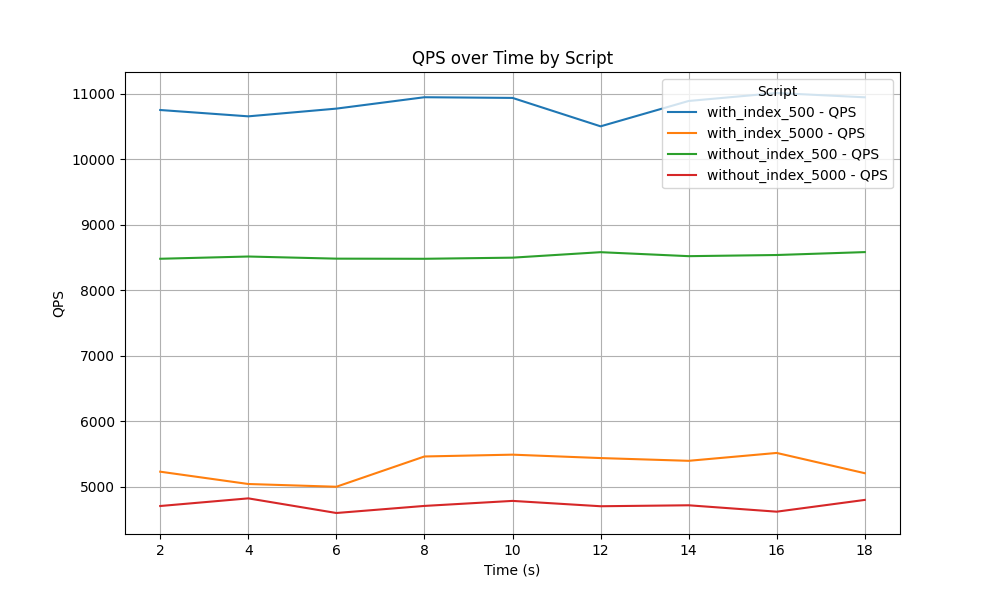 QPS over Time by Script
11000
10000
9000
8000
7000
6000
5000
QPS
Script
with_index_500 - QPS
with_index_5000 - QPS
without_index_500 - QPS
without_index_5000 - QPS
2 4 6 8 10 12 14 16 18
Time (s)